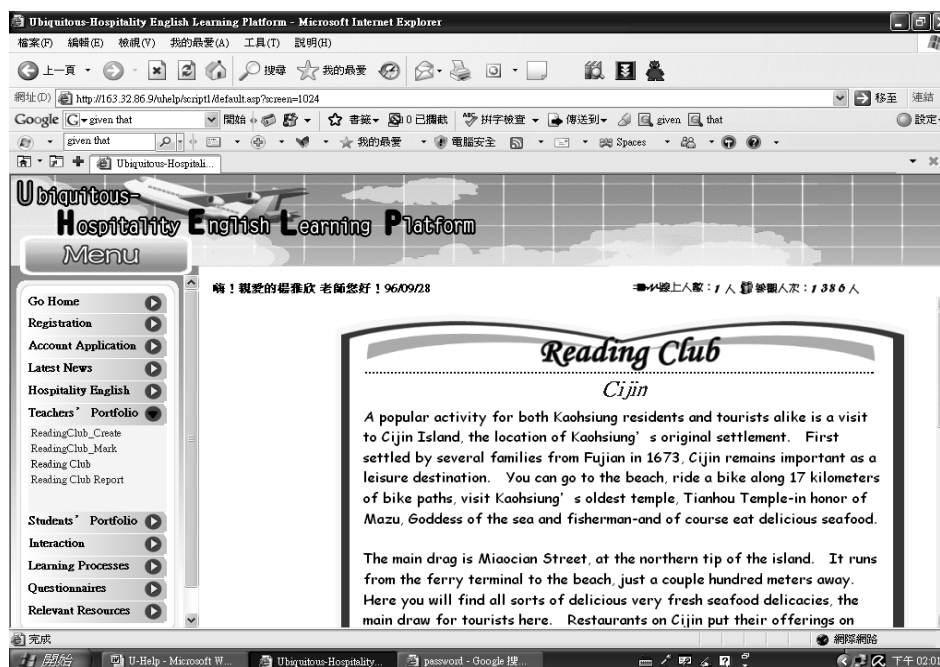 Ubiquitous-Hospitality English Learning Platform - Microsoft Internet Explorer
檔案(F) 編輯(E) 檢視(V) 我的最愛(A) 工具(T) 說明(H)
上一頁 搜尋 我的最愛
網址(D) http://163.32.86.9/uhelp/script1/default.asp?screen=1024 移至 連結
Google G given that 開始 書籤 0 已攔截 拼字檢查 傳送到 given that 設定
given that 我的最愛 電腦安全 Spaces
Ubiquitous-Hospitali...
Ubiquitous-
Hospitality English Learning Platform
Menu
嗨！親愛的楊雅欣 老師您好！96/09/28 線上人數：1 人 參觀人次：1386人
Go Home
Registration
Account Application
Latest News
Hospitality English
Teachers' Portfolio
ReadingClub_Create
ReadingClub_Mark
Reading Club
Reading Club Report
Students' Portfolio
Interaction
Learning Processes
Questionnaires
Relevant Resources
Reading Club
Cijin
A popular activity for both Kaohsiung residents and tourists alike is a visit
to Cijin Island, the location of Kaohsiung's original settlement. First
settled by several families from Fujian in 1673, Cijin remains important as a
leisure destination. You can go to the beach, ride a bike along 17 kilometers
of bike paths, visit Kaohsiung's oldest temple, Tianhou Temple-in honor of
Mazu, Goddess of the sea and fisherman-and of course eat delicious seafood.
The main drag is Miaocian Street, at the northern tip of the island. It runs
from the ferry terminal to the beach, just a couple hundred meters away.
Here you will find all sorts of delicious very fresh seafood delicacies, the
main draw for tourists here. Restaurants on Cijin put their offerings on
完成 網際網路
開始 U-Help - Microsoft W... Ubiquitous-Hospitality... password - Google 搜... 下午 02:01